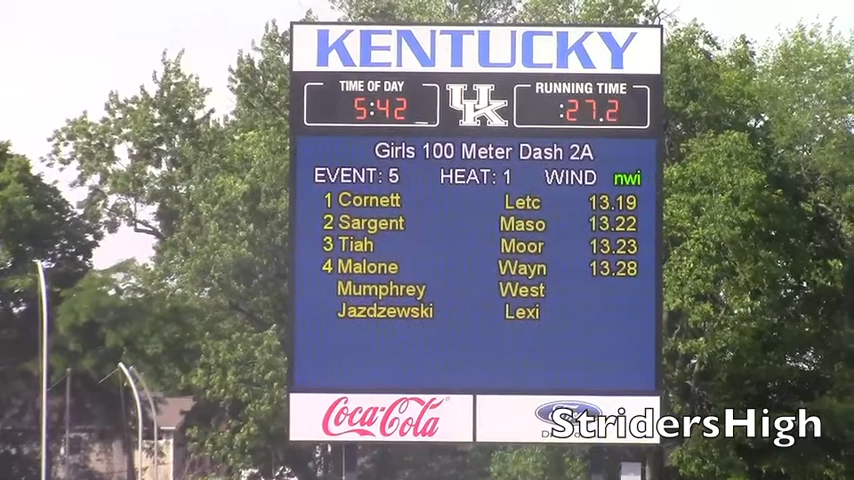 KENTUCKY
TIME OF DAY
5:42
UK
RUNNING TIME
:27.2
Girls 100 Meter Dash 2A
EVENT: 5 HEAT: 1 WIND nwi
1 Cornett Letc 13.19
2 Sargent Maso 13.22
3 Tiah Moor 13.23
4 Malone Wayn 13.28
Mumphrey West
Jazdzewski Lexi
Coca-Cola
StridersHigh